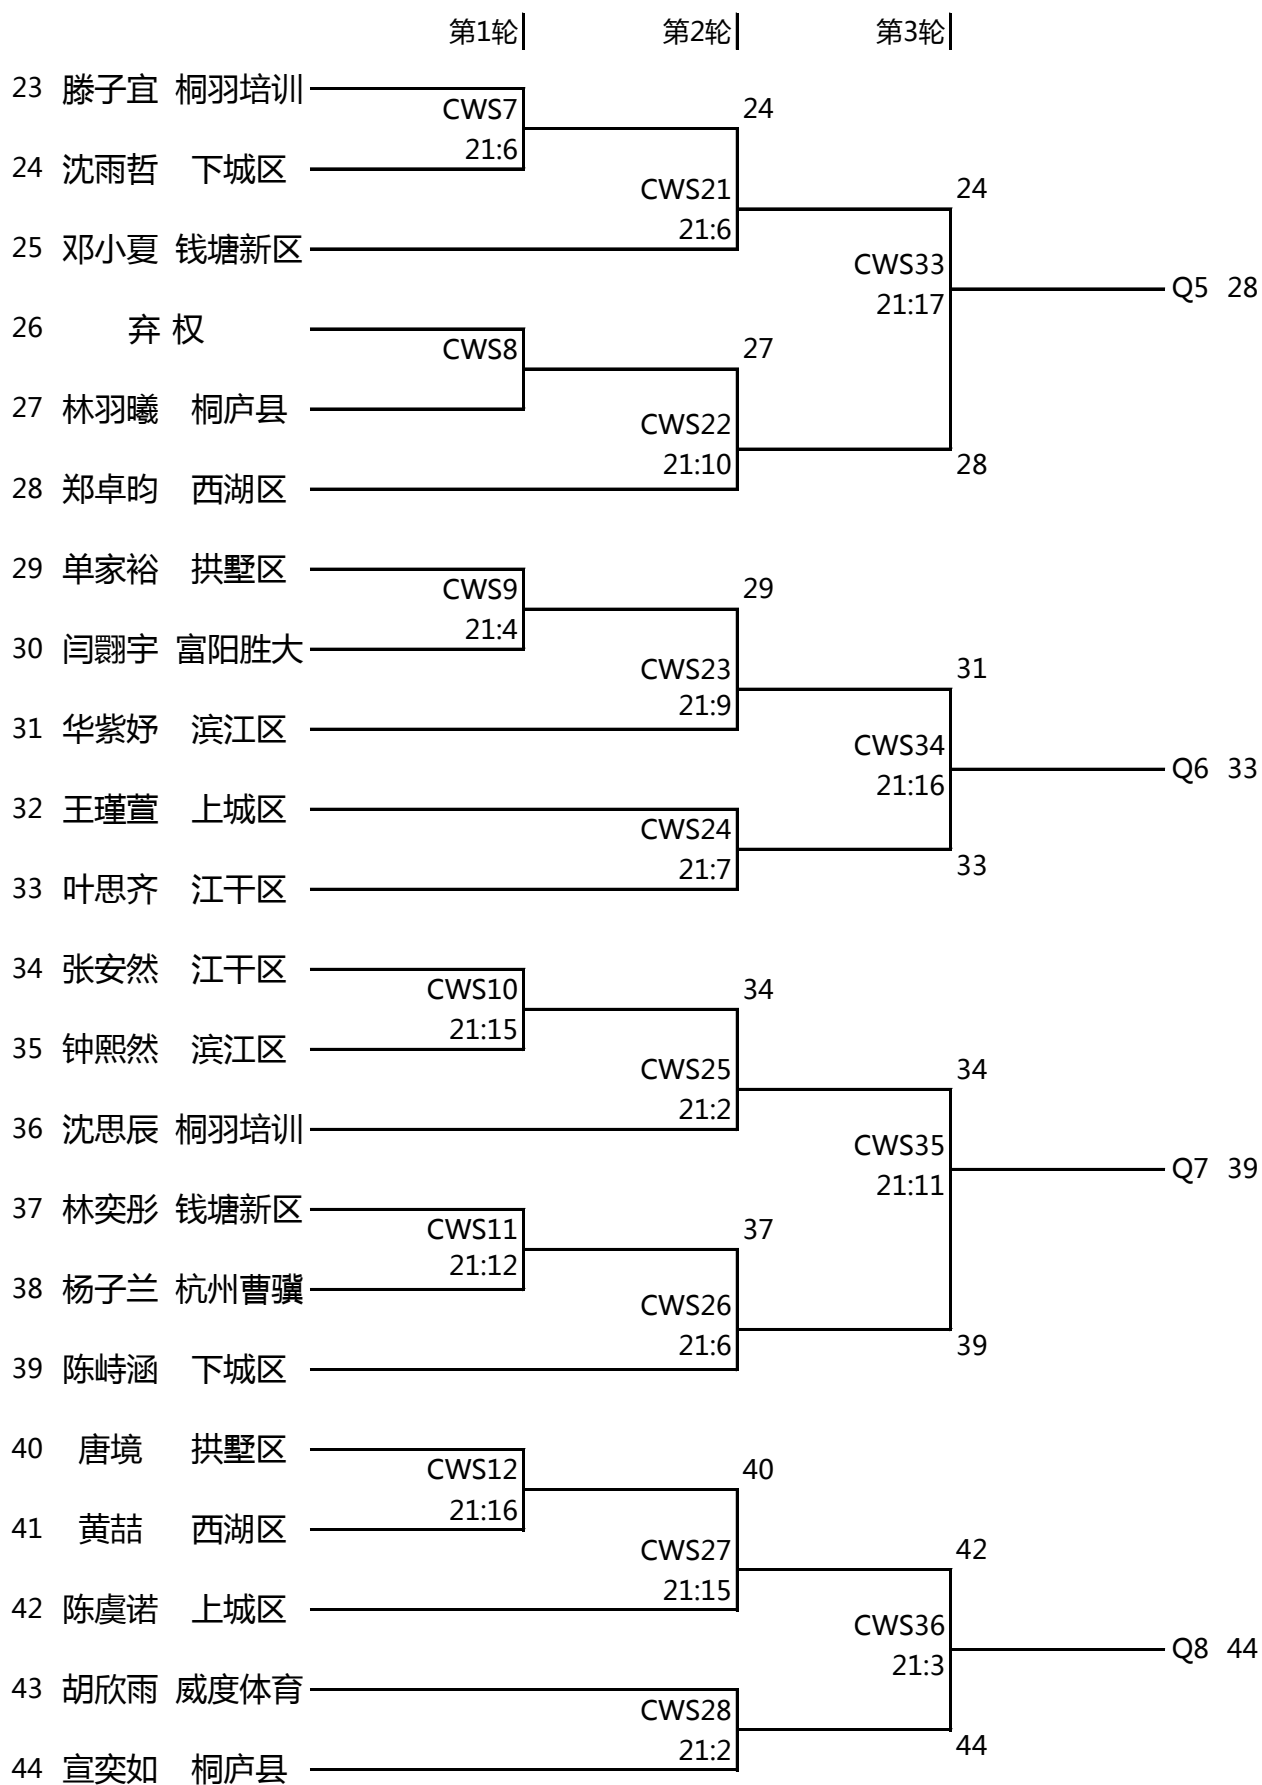 第1轮 第2轮 第3轮
23 滕子宜 桐羽培训
CWS7 24
21:6
24 沈雨哲 下城区
CWS21 24
21:6
25 邓小夏 钱塘新区
CWS33
21:17
Q5 28
26 弃 权
CWS8 27
27 林羽曦 桐庐县
CWS22
21:10 28
28 郑卓昀 西湖区
29 单家裕 拱墅区
CWS9 29
21:4
30 闫翾宇 富阳胜大
CWS23 31
21:9
31 华紫妤 滨江区
CWS34
21:16
Q6 33
32 王瑾萱 上城区
CWS24
21:7 33
33 叶思齐 江干区
34 张安然 江干区
CWS10 34
21:15
35 钟熙然 滨江区
CWS25 34
21:2
36 沈思辰 桐羽培训
CWS35
21:11
Q7 39
37 林奕彤 钱塘新区
CWS11 37
21:12
38 杨子兰 杭州曹骥
CWS26
21:6 39
39 陈峙涵 下城区
40 唐境 拱墅区
CWS12 40
21:16
41 黄喆 西湖区
CWS27 42
21:15
42 陈虞诺 上城区
CWS36
21:3
Q8 44
43 胡欣雨 威度体育
CWS28
21:2 44
44 宣奕如 桐庐县